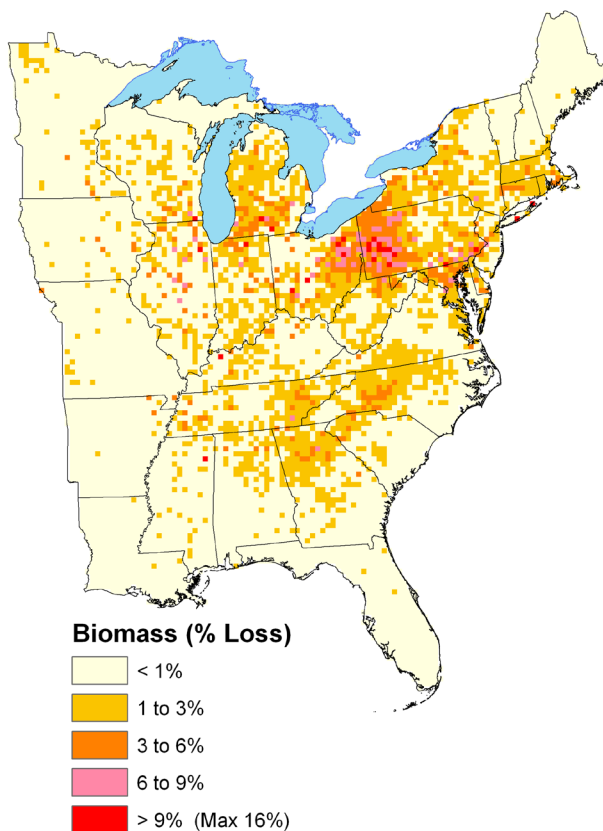 Biomass (% Loss)
< 1%
1 to 3%
3 to 6%
6 to 9%
> 9% (Max 16%)